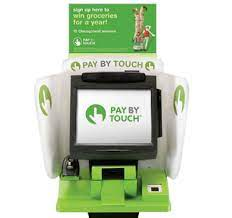 sign up here to
win groceries
for a year!
PAY BY
TOUCH
PAY BY TOUCH
PAY BY
TOUCH